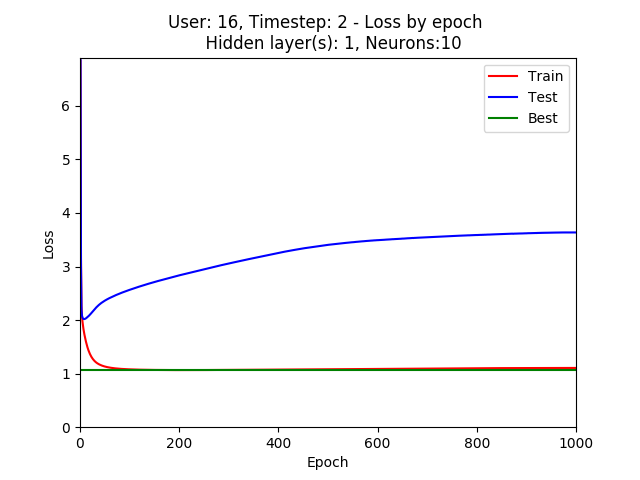 User: 16, Timestep: 2 - Loss by epoch
Hidden layer(s): 1, Neurons:10
Train
Test
Best
Loss
6
5
4
3
2
1
0
0 200 400 600 800 1000
Epoch